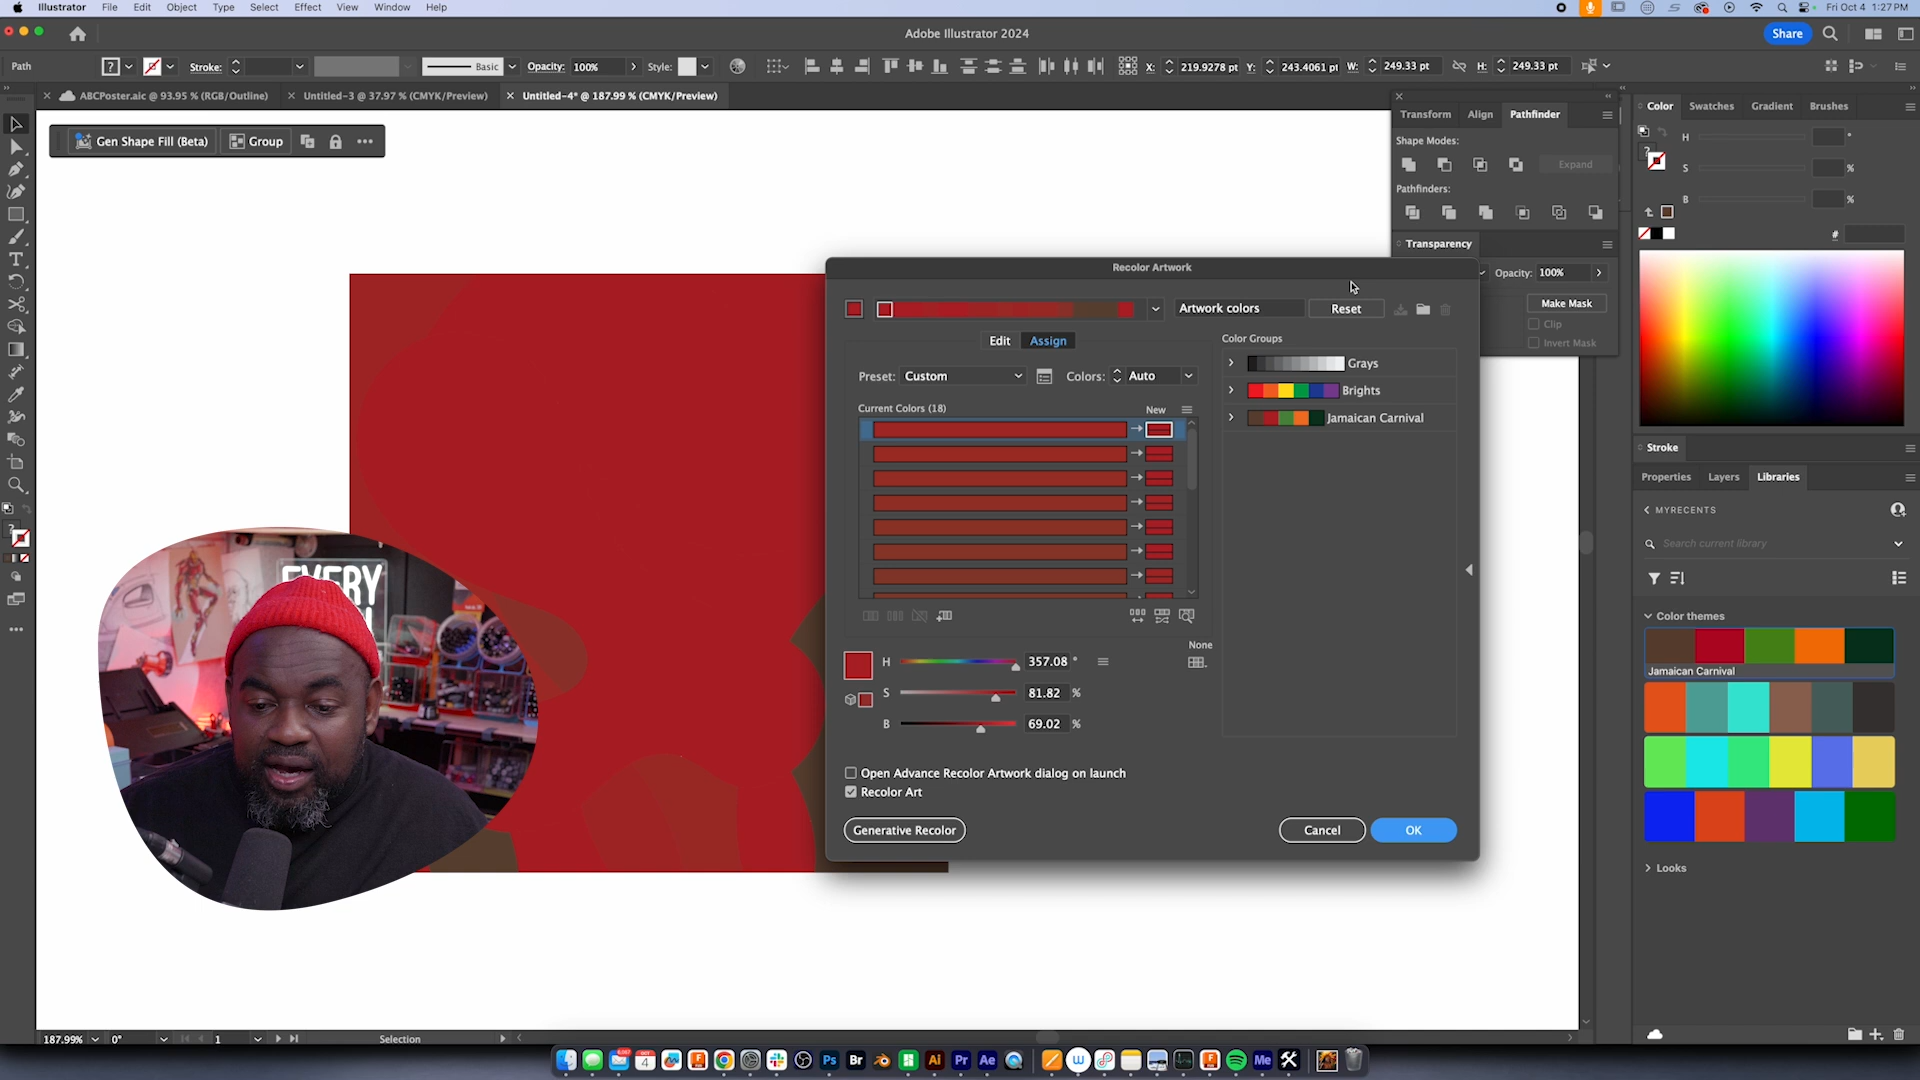 Illustrator File Edit Object Type Select Effect View Window Help
Fri Oct 4 1:27 PM
Adobe Illustrator 2024
Share
Path
Stroke:
Basic
Opacity: 100%
Style:
X: 219.9278 pt
Y: 243.4061 pt
W: 249.33 pt
H: 249.33 pt
ABCPoster.aic @ 93.95 % (RGB/Outline)
Untitled-3 @ 37.97 % (CMYK/Preview)
Untitled-4* @ 187.99 % (CMYK/Preview)
Gen Shape Fill (Beta)
Group
Transform Align Pathfinder
Shape Modes:
Expand
Pathfinders:
Transparency
Opacity: 100%
Make Mask
Clip
Invert Mask
Color Swatches Gradient Brushes
H °
S %
B %
#
Stroke
Properties Layers Libraries
MYRECENTS
Search current library
Color themes
Jamaican Carnival
Looks
Recolor Artwork
Artwork colors
Reset
Edit Assign
Preset: Custom
Colors: Auto
Current Colors (18)
New
Color Groups
Grays
Brights
Jamaican Carnival
None
H 357.08 °
S 81.82 %
B 69.02 %
Open Advance Recolor Artwork dialog on launch
Recolor Art
Generative Recolor
Cancel
OK
EVERY
187.99%
0°
1
Selection
Ps
Br
Ai
Pr
Ae
Me